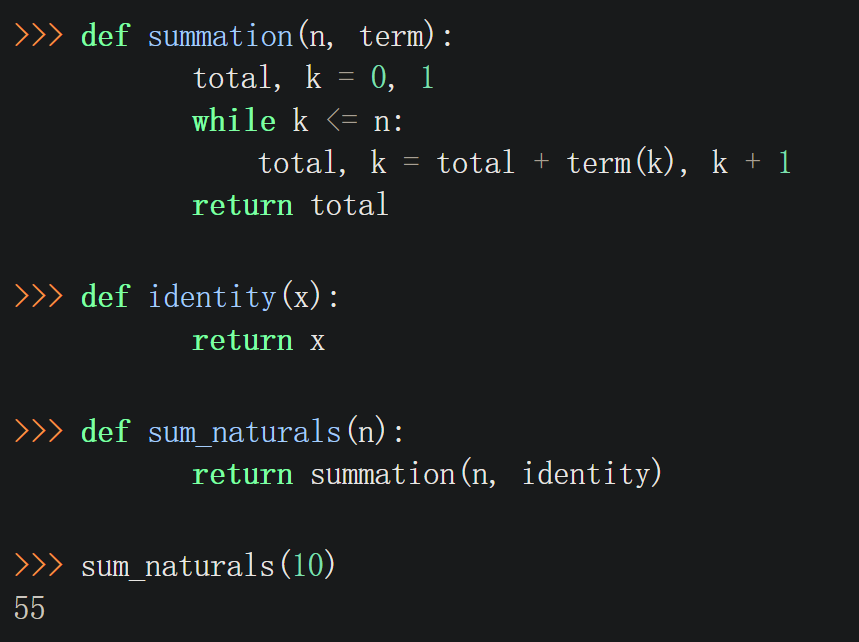 >>> def summation(n, term):
        total, k = 0, 1
        while k <= n:
            total, k = total + term(k), k + 1
        return total
>>> def identity(x):
        return x
>>> def sum_naturals(n):
        return summation(n, identity)
>>> sum_naturals(10)
55